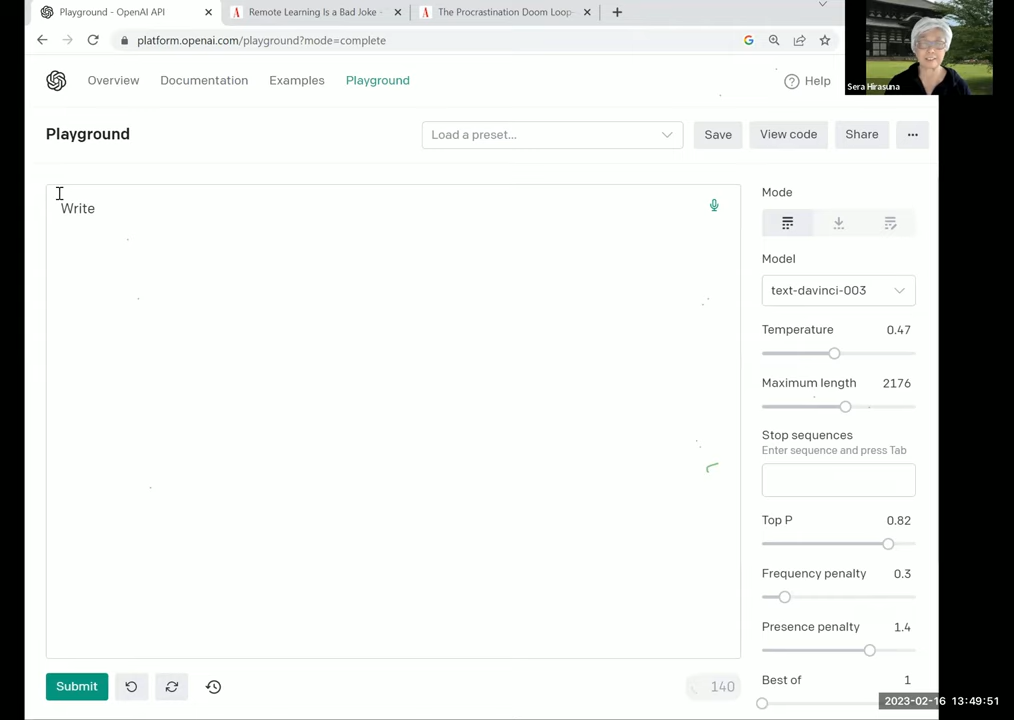 Playground - OpenAI API
Remote Learning Is a Bad Joke -
The Procrastination Doom Loop-
platform.openai.com/playground?mode=complete
Overview
Documentation
Examples
Playground
Help
Sera Hirasuna
Playground
Load a preset...
Save
View code
Share
Write
Mode
Model
text-davinci-003
Temperature 0.47
Maximum length 2176
Stop sequences
Enter sequence and press Tab
Top P 0.82
Frequency penalty 0.3
Presence penalty 1.4
Best of 1
Submit
140
2023-02-16 13:49:51